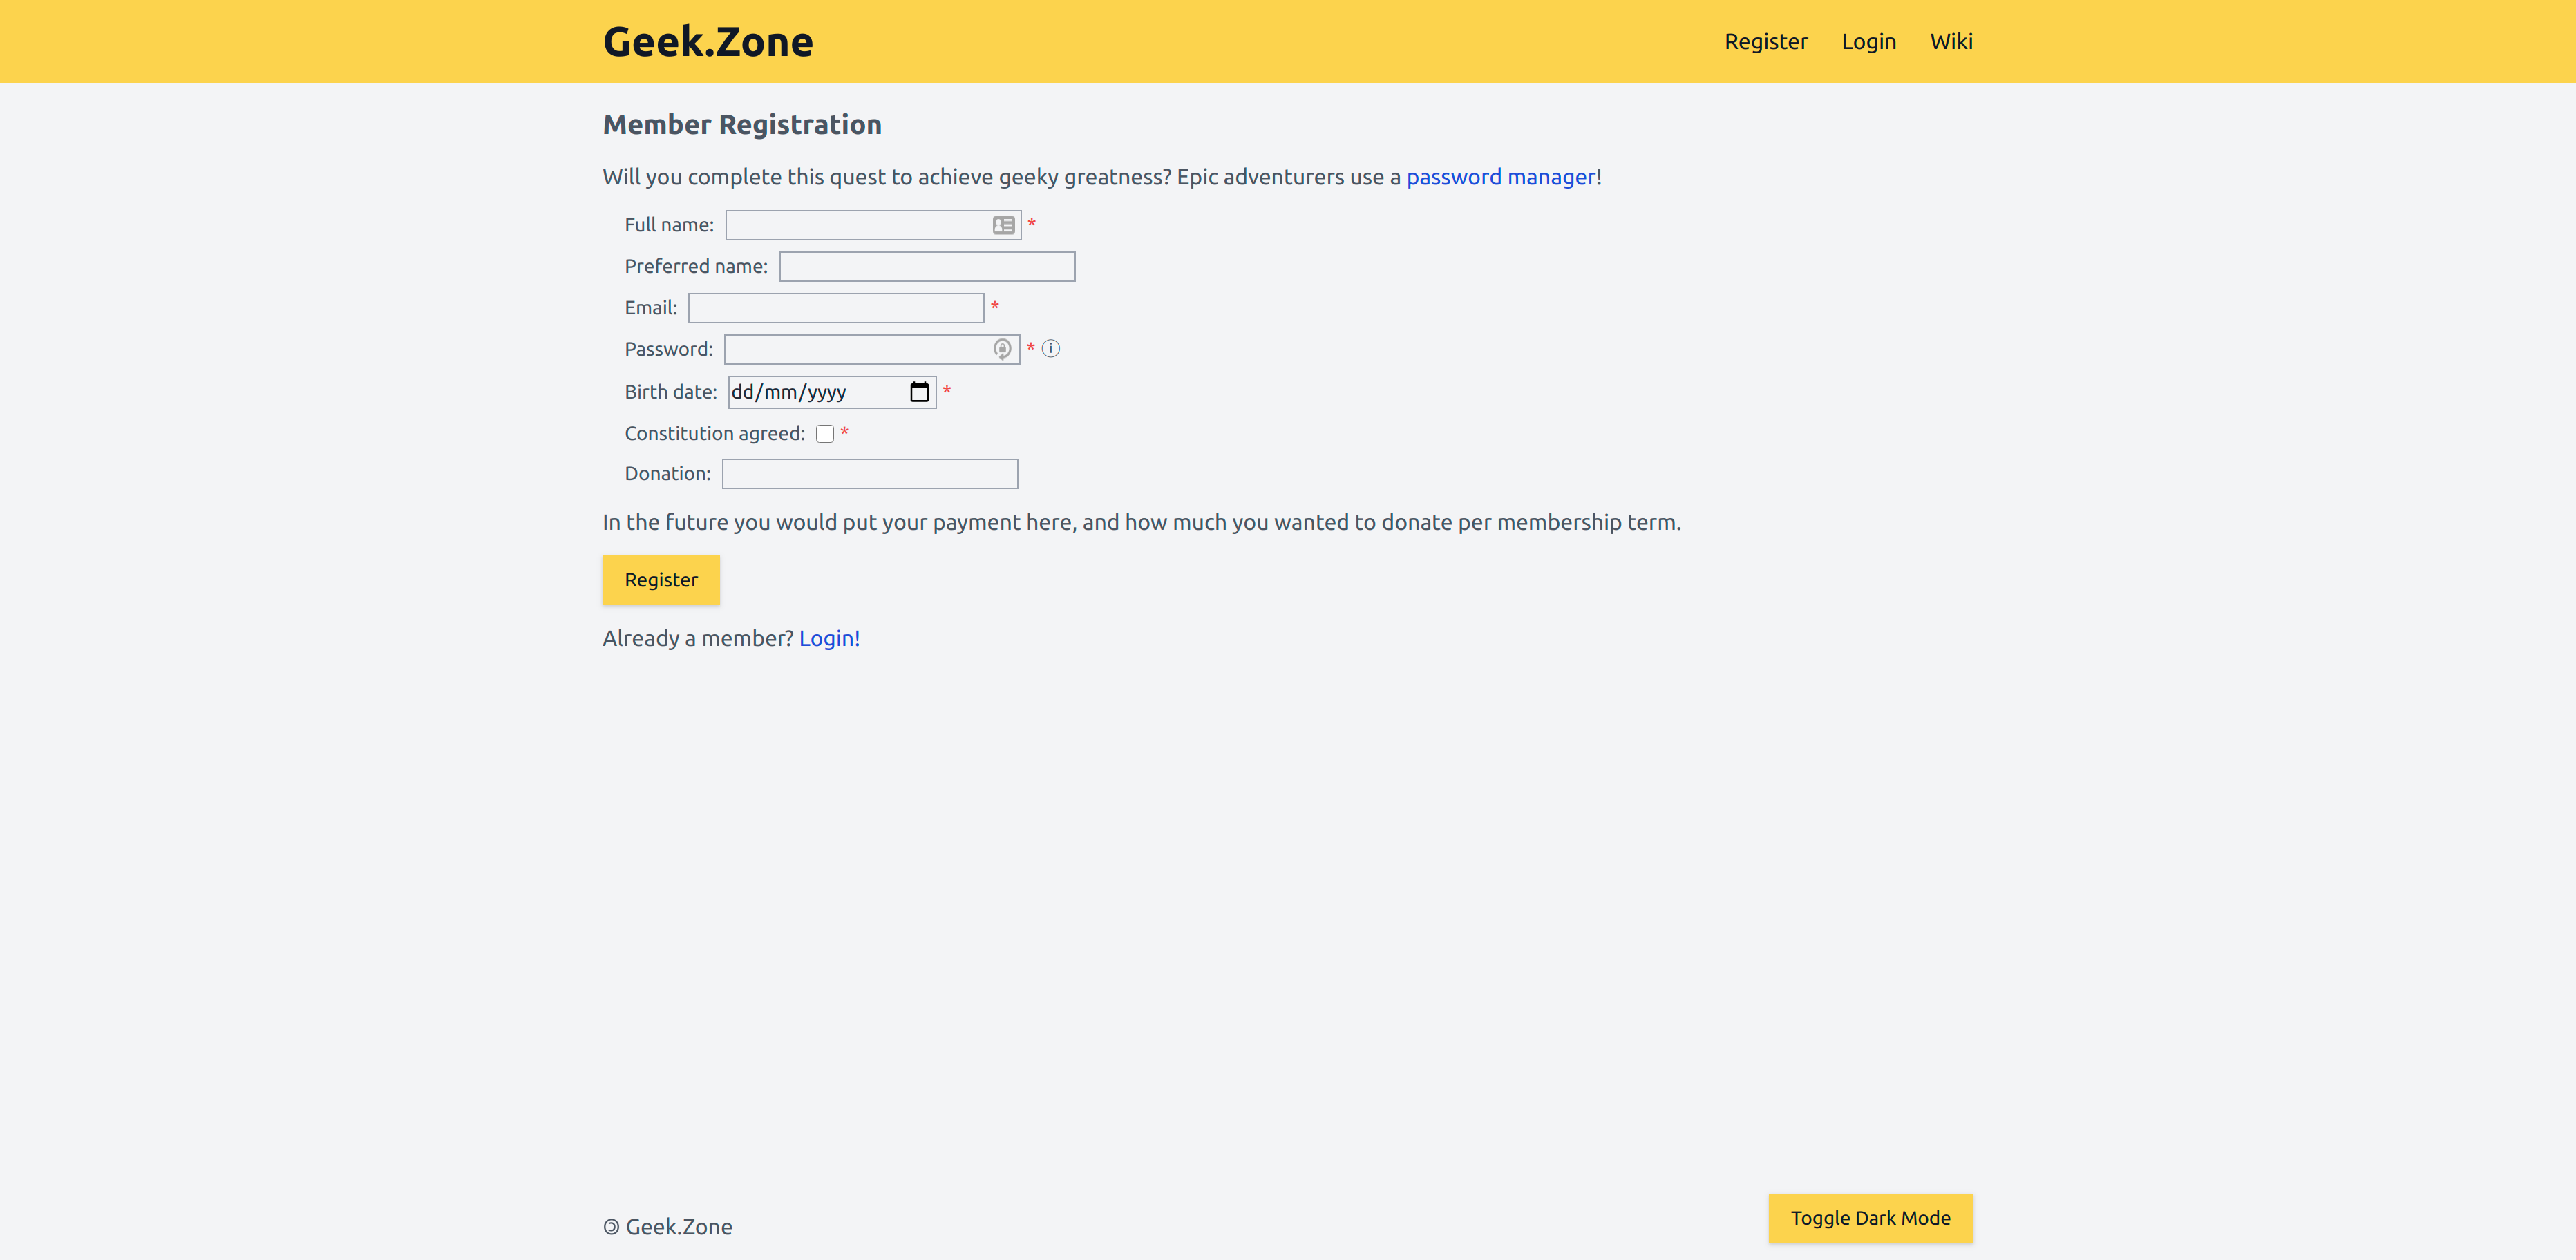 Geek.Zone
Register Login Wiki
Member Registration
Will you complete this quest to achieve geeky greatness? Epic adventurers use a password manager!
Full name: *
Preferred name:
Email: *
Password: * ⓘ
Birth date: dd/mm/yyyy *
Constitution agreed: *
Donation:
In the future you would put your payment here, and how much you wanted to donate per membership term.
Register
Already a member? Login!
🄯 Geek.Zone
Toggle Dark Mode